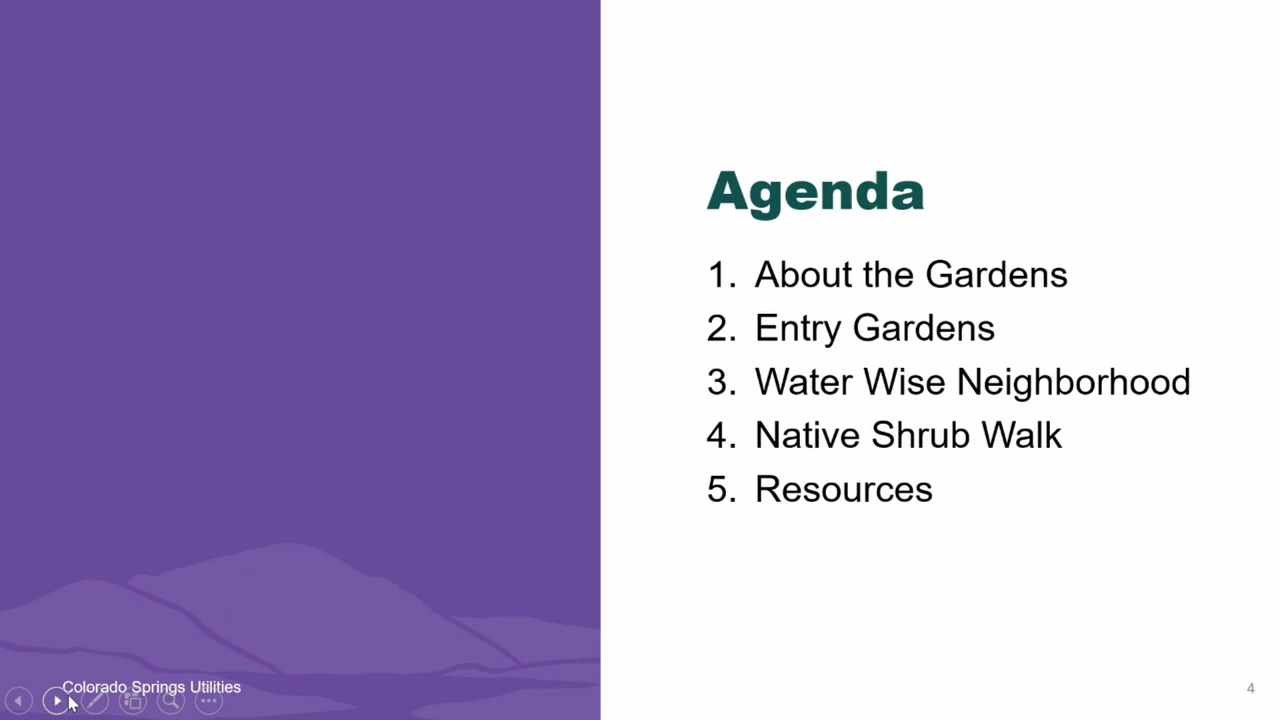 Agenda
1. About the Gardens
2. Entry Gardens
3. Water Wise Neighborhood
4. Native Shrub Walk
5. Resources
Colorado Springs Utilities
4